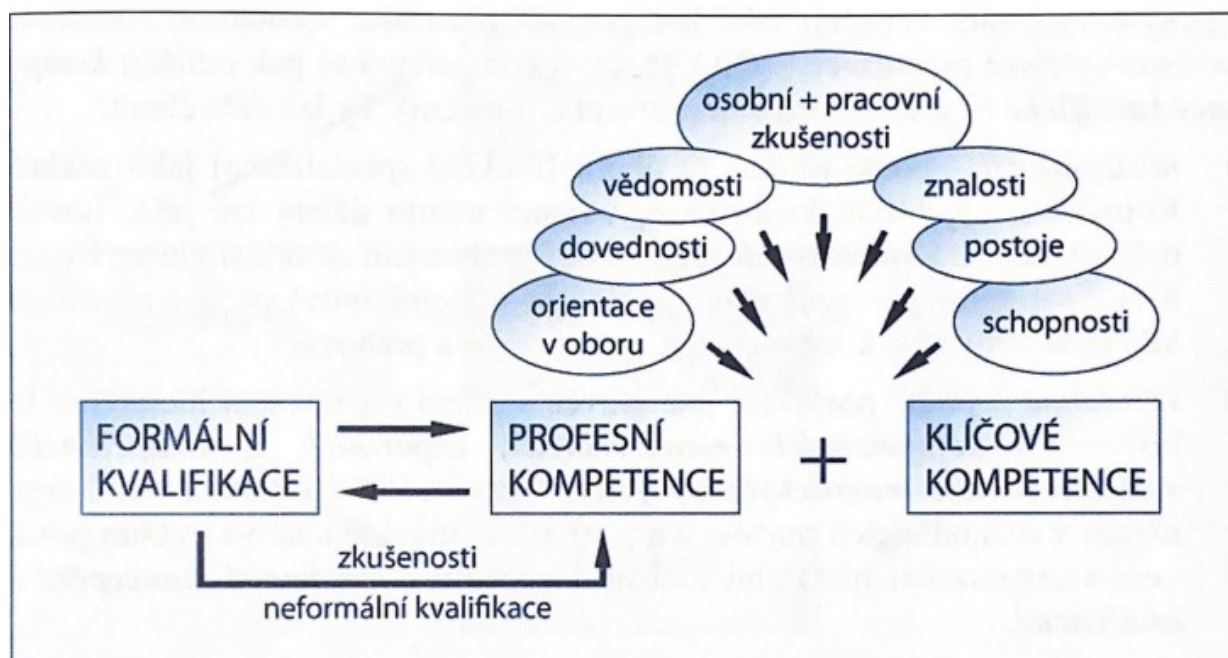 osobní + pracovní
zkušenosti
vědomosti
znalosti
dovednosti
postoje
orientace
v oboru
schopnosti
FORMÁLNÍ
KVALIFIKACE
PROFESNÍ
KOMPETENCE
+
KLÍČOVÉ
KOMPETENCE
zkušenosti
neformální kvalifikace